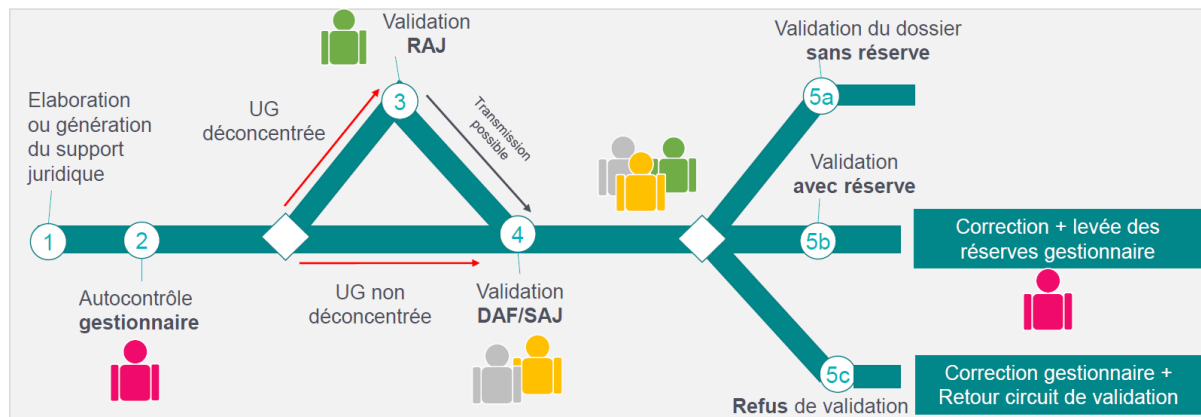 Elaboration
ou génération
du support
juridique
1
2
Autocontrôle
gestionnaire
UG
déconcentrée
Validation
RAJ
3
Transmission
possible
UG non
déconcentrée
4
Validation
DAF/SAJ
Validation du dossier
sans réserve
5a
Validation
avec réserve
5b
Correction + levée des
réserves gestionnaire
5c
Refus de validation
Correction gestionnaire +
Retour circuit de validation